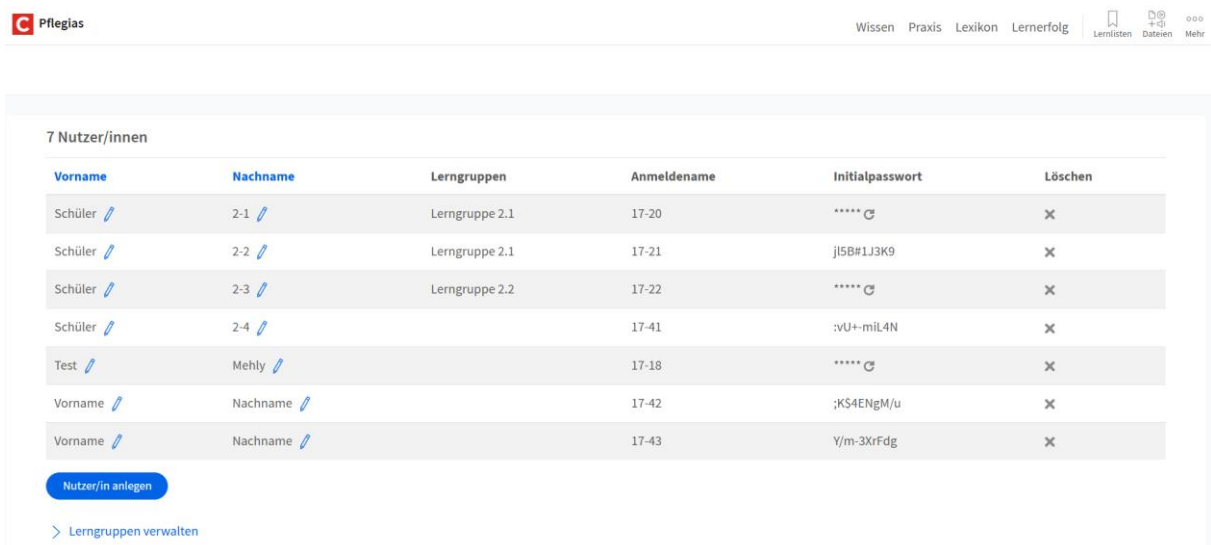 C Pflegias
Wissen Praxis Lexikon Lernerfolg Lernlisten Dateien Mehr
7 Nutzer/innen
Vorname Nachname Lerngruppen Anmeldename Initialpasswort Löschen
Schüler 2-1 Lerngruppe 2.1 17-20 *****
Schüler 2-2 Lerngruppe 2.1 17-21 jl5B#1J3K9
Schüler 2-3 Lerngruppe 2.2 17-22 *****
Schüler 2-4 17-41 :vU+-miL4N
Test Mehly 17-18 *****
Vorname Nachname 17-42 ;K$4ENgM/u
Vorname Nachname 17-43 Y/m-3XrFdg
Nutzer/in anlegen
Lerngruppen verwalten